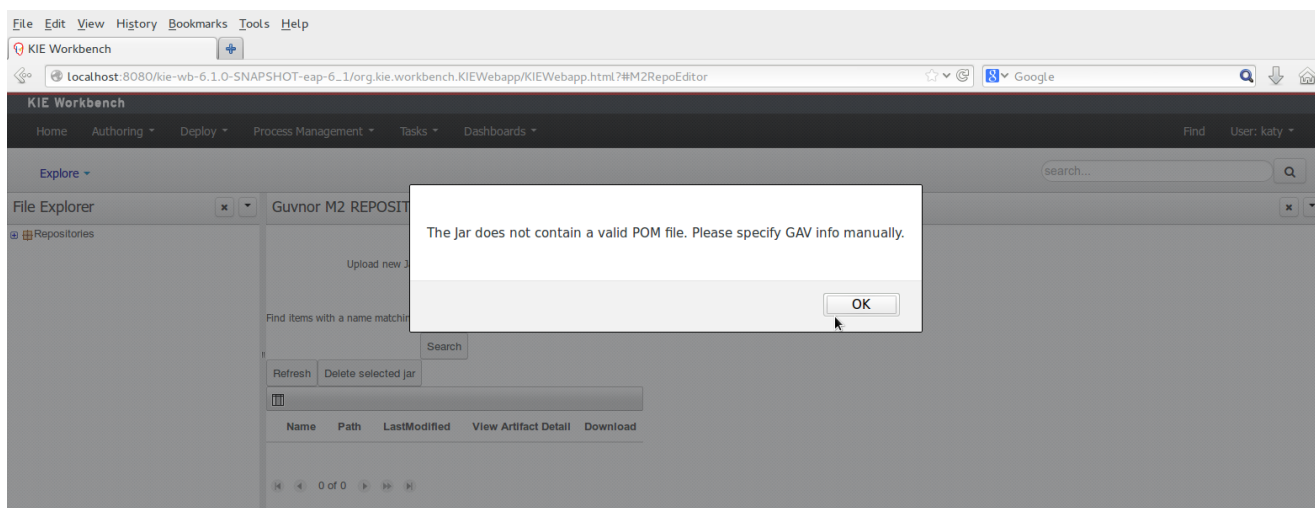 File Edit View History Bookmarks Tools Help
KIE Workbench
localhost:8080/kie-wb-6.1.0-SNAPSHOT-eap-6_1/org.kie.workbench.KIEWebapp/KIEWebapp.html?#M2RepoEditor
Google
KIE Workbench
Home Authoring Deploy Process Management Tasks Dashboards Find User: katy
Explore search...
File Explorer Guvnor M2 REPOSIT
Repositories
The Jar does not contain a valid POM file. Please specify GAV info manually.
Upload new J
OK
Find items with a name matchin
Search
Refresh Delete selected jar
Name Path LastModified View Artifact Detail Download
0 of 0